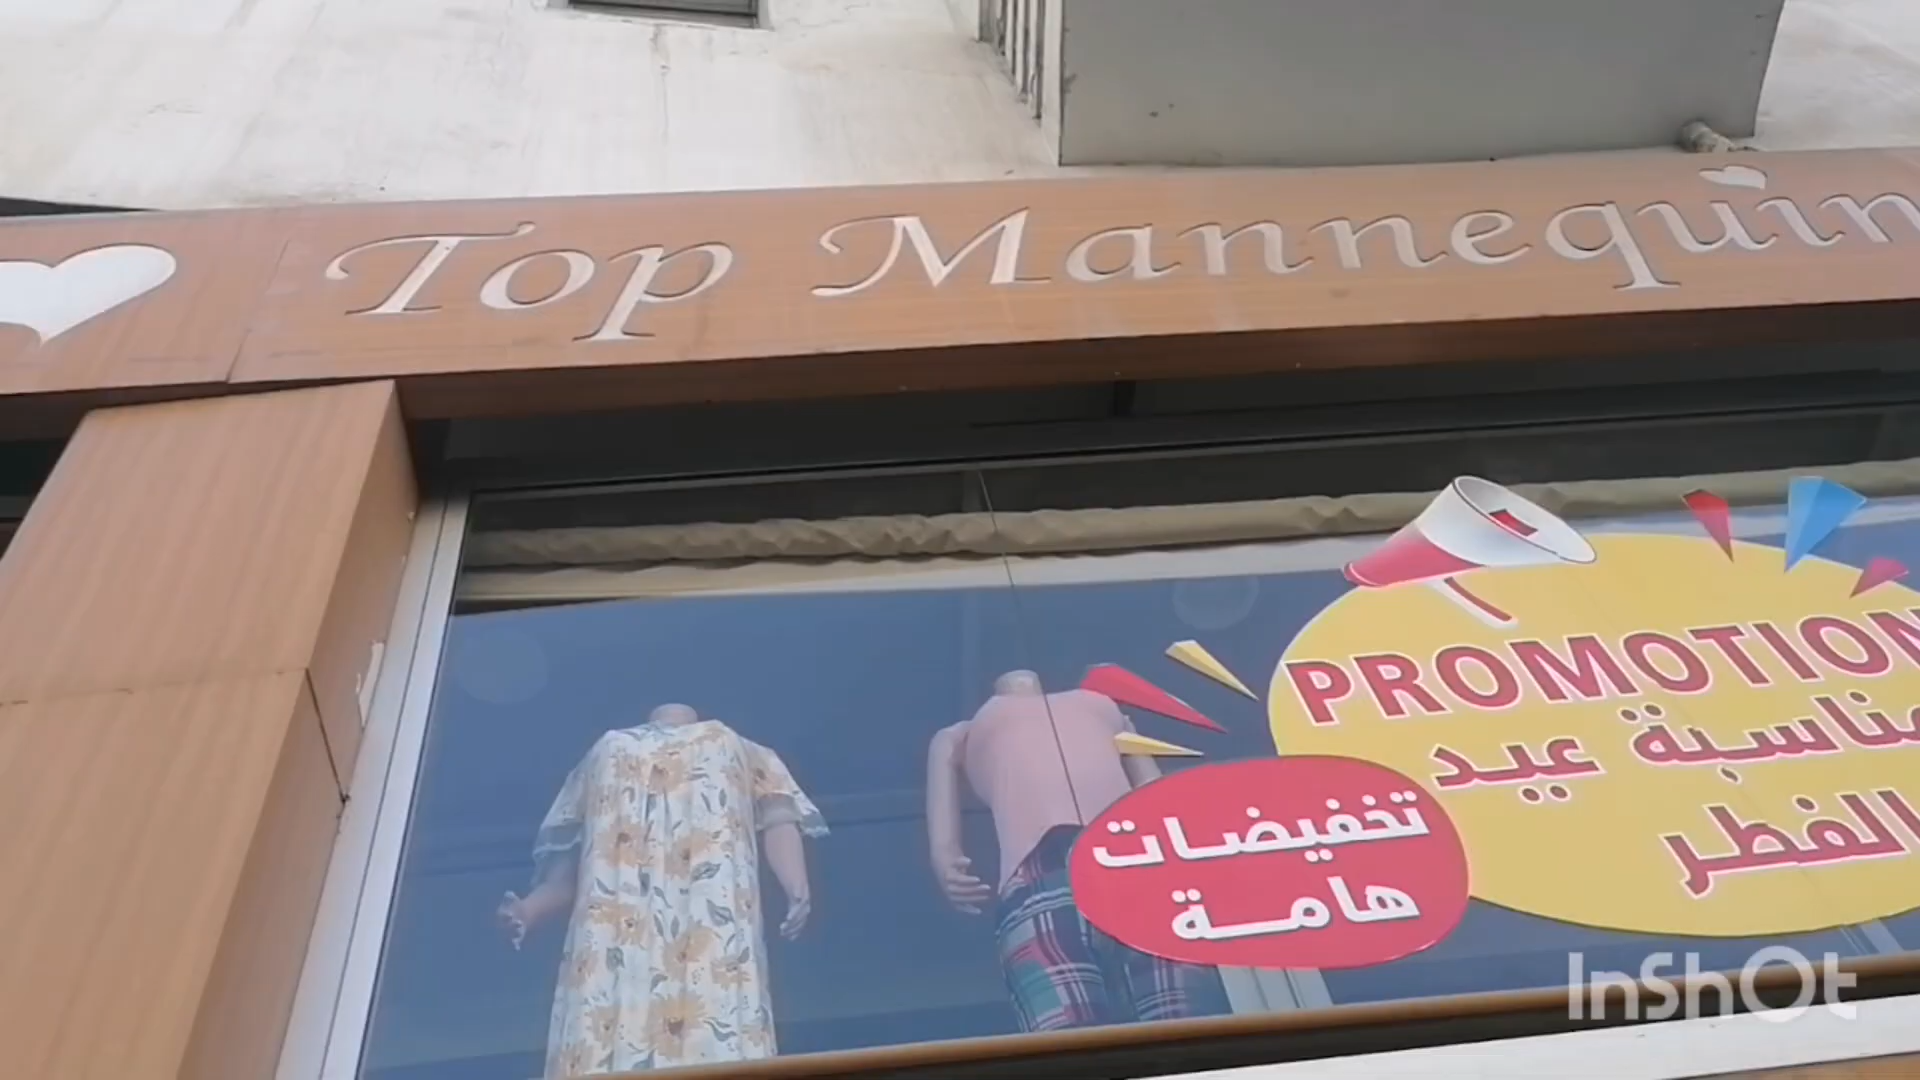 Top Mannequin
PROMOTION
مناسبة عيد
الفطر
تخفيضات
هامة
InShOt